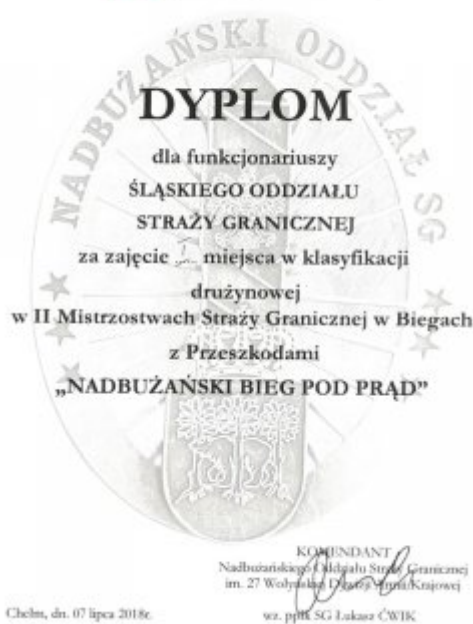 NADBUŻAŃSKI ODDZIAŁ SG
DYPLOM
dla funkcjonariuszy
ŚLĄSKIEGO ODDZIAŁU
STRAŻY GRANICZNEJ
za zajęcie I miejsca w klasyfikacji
drużynowej
w II Mistrzostwach Straży Granicznej w Biegach
z Przeszkodami
„NADBUŻAŃSKI BIEG POD PRĄD”
KOMENDANT
Nadbużańskiego Oddziału Straży Granicznej
im. 27 Wołyńskiej Dywizji Armii Krajowej
Chełm, dn. 07 lipca 2018r.
wz. ppłk SG Łukasz ĆWIK